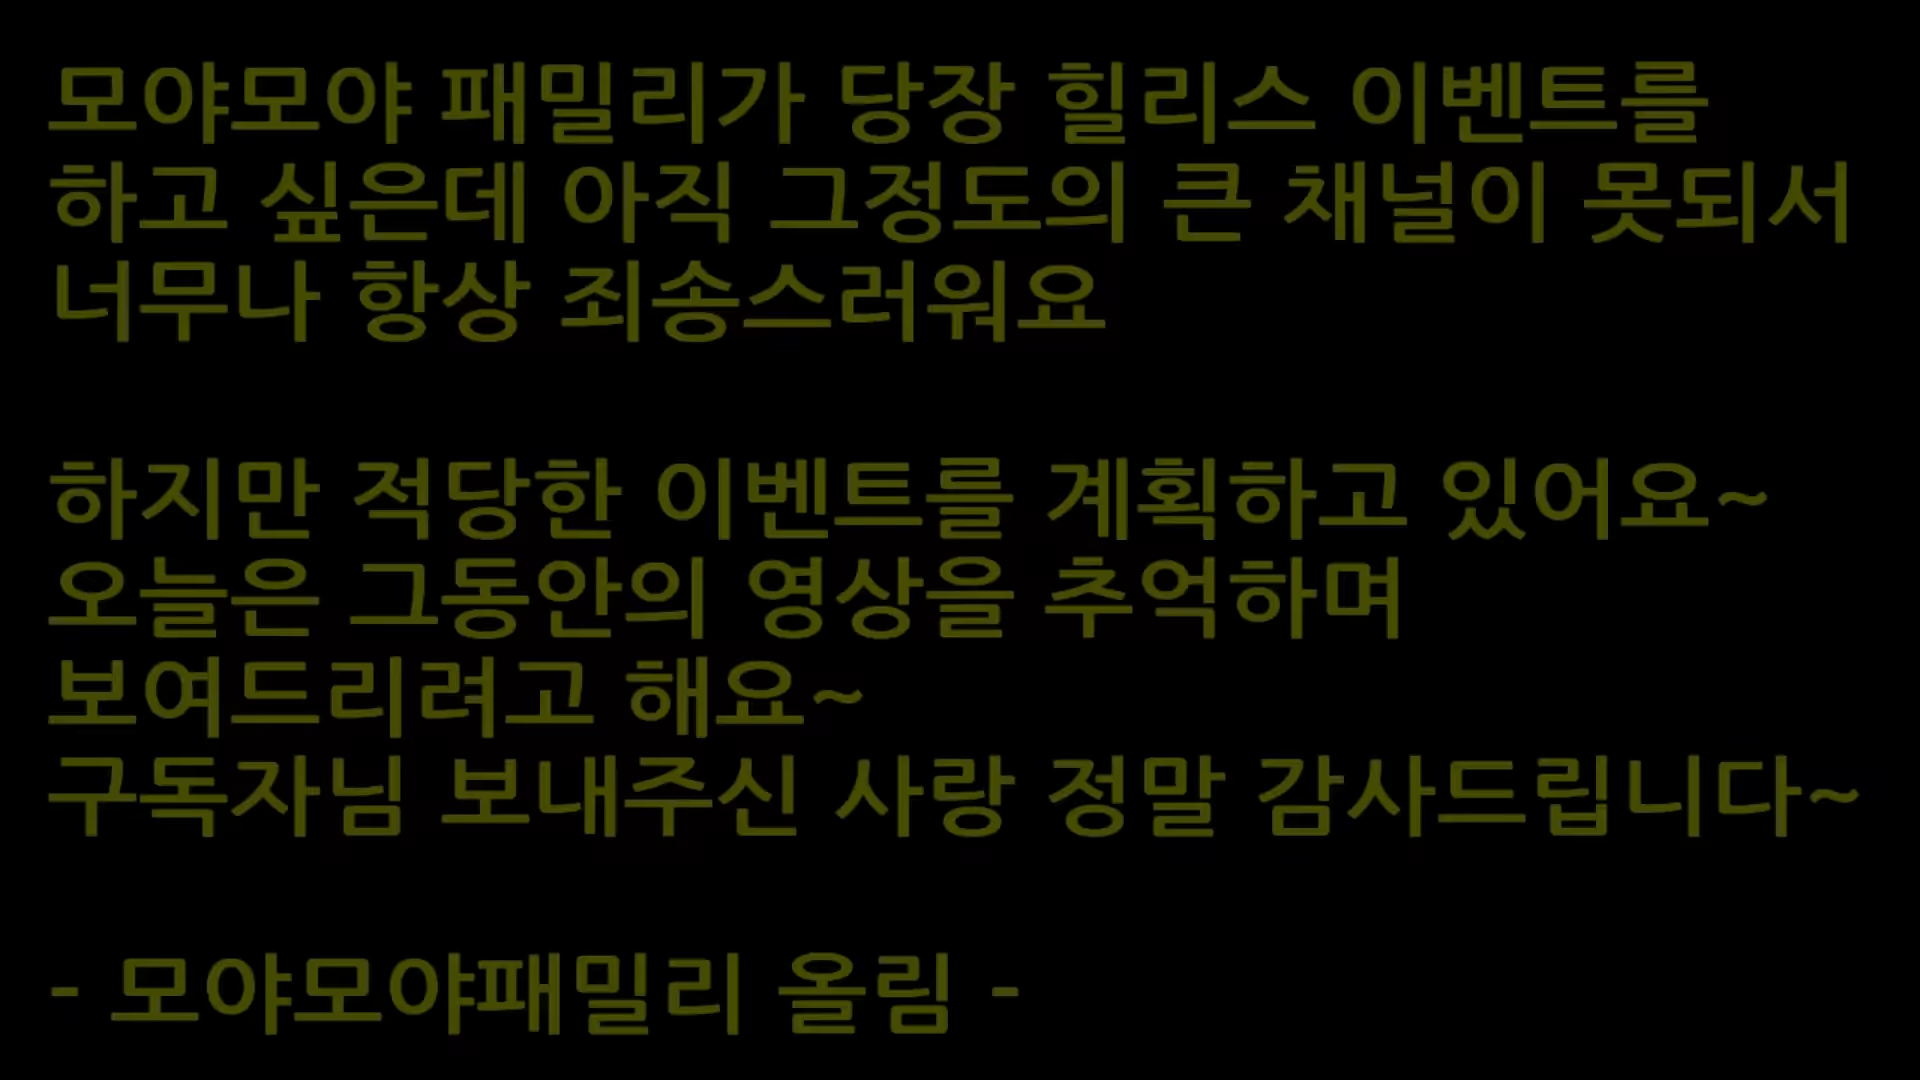 모야모야 패밀리가 당장 힐리스 이벤트를
하고 싶은데 아직 그정도의 큰 채널이 못되서
너무나 항상 죄송스러워요
하지만 적당한 이벤트를 계획하고 있어요~
오늘은 그동안의 영상을 추억하며
보여드리려고 해요~
구독자님 보내주신 사랑 정말 감사드립니다~
- 모야모야패밀리 올림 -